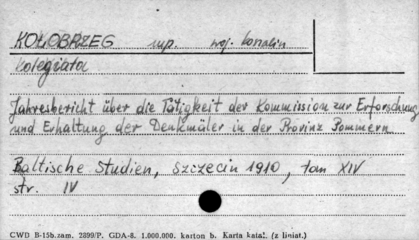 KOŁOBRZEG woj. koszalin
kolegiata
Jahresbericht über die Tätigkeit der Kommission zur Erforschung
und Erhaltung der Denkmäler in der Provinz Pommern
Baltische Studien, Szczecin 1910, tom XIV
str. IV
CWD B-15b.zam. 2899/P. GDA-8. 1.000.000. karton b. Karta katal. (z liniat.)